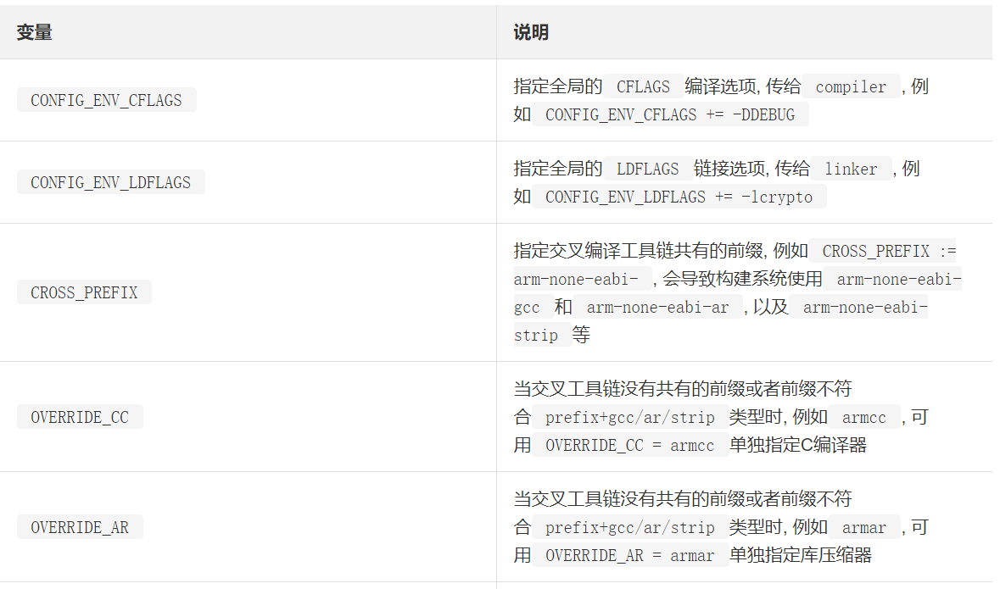 变量
说明
CONFIG_ENV_CFLAGS
指定全局的 CFLAGS 编译选项, 传给 compiler , 例
如 CONFIG_ENV_CFLAGS += -DDEBUG
CONFIG_ENV_LDFLAGS
指定全局的 LDFLAGS 链接选项, 传给 linker , 例
如 CONFIG_ENV_LDFLAGS += -lcrypto
CROSS_PREFIX
指定交叉编译工具链共有的前缀, 例如 CROSS_PREFIX :=
arm-none-eabi- , 会导致构建系统使用 arm-none-eabi-
gcc 和 arm-none-eabi-ar , 以及 arm-none-eabi-
strip 等
OVERRIDE_CC
当交叉工具链没有共有的前缀或者前缀不符
合 prefix+gcc/ar/strip 类型时, 例如 armcc , 可
用 OVERRIDE_CC = armcc 单独指定C编译器
OVERRIDE_AR
当交叉工具链没有共有的前缀或者前缀不符
合 prefix+gcc/ar/strip 类型时, 例如 armar , 可
用 OVERRIDE_AR = armar 单独指定库压缩器